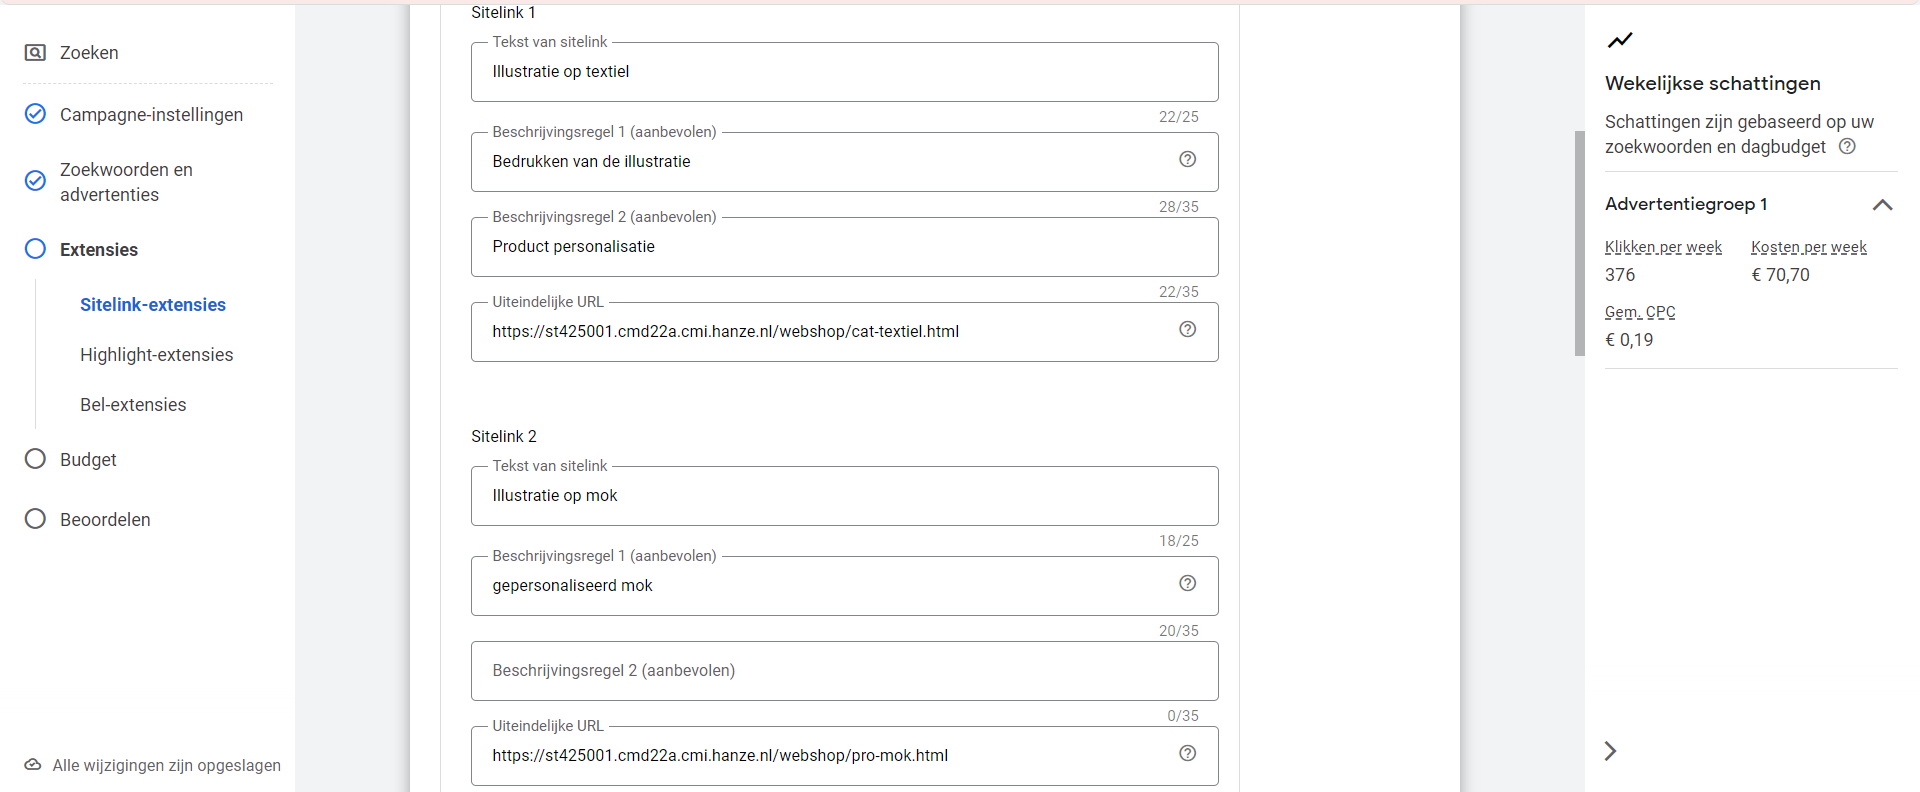 Zoeken
Campagne-instellingen
Zoekwoorden en
advertenties
Extensies
Sitelink-extensies
Highlight-extensies
Bel-extensies
Budget
Beoordelen
Alle wijzigingen zijn opgeslagen
Sitelink 1
Tekst van sitelink
Illustratie op textiel
22/25
Beschrijvingsregel 1 (aanbevolen)
Bedrukken van de illustratie
28/35
Beschrijvingsregel 2 (aanbevolen)
Product personalisatie
22/35
Uiteindelijke URL
https://st425001.cmd22a.cmi.hanze.nl/webshop/cat-textiel.html
Sitelink 2
Tekst van sitelink
Illustratie op mok
18/25
Beschrijvingsregel 1 (aanbevolen)
gepersonaliseerd mok
20/35
Beschrijvingsregel 2 (aanbevolen)
0/35
Uiteindelijke URL
https://st425001.cmd22a.cmi.hanze.nl/webshop/pro-mok.html
Wekelijkse schattingen
Schattingen zijn gebaseerd op uw
zoekwoorden en dagbudget
Advertentiegroep 1
Klikken per week
376
Kosten per week
€ 70,70
Gem. CPC
€ 0,19